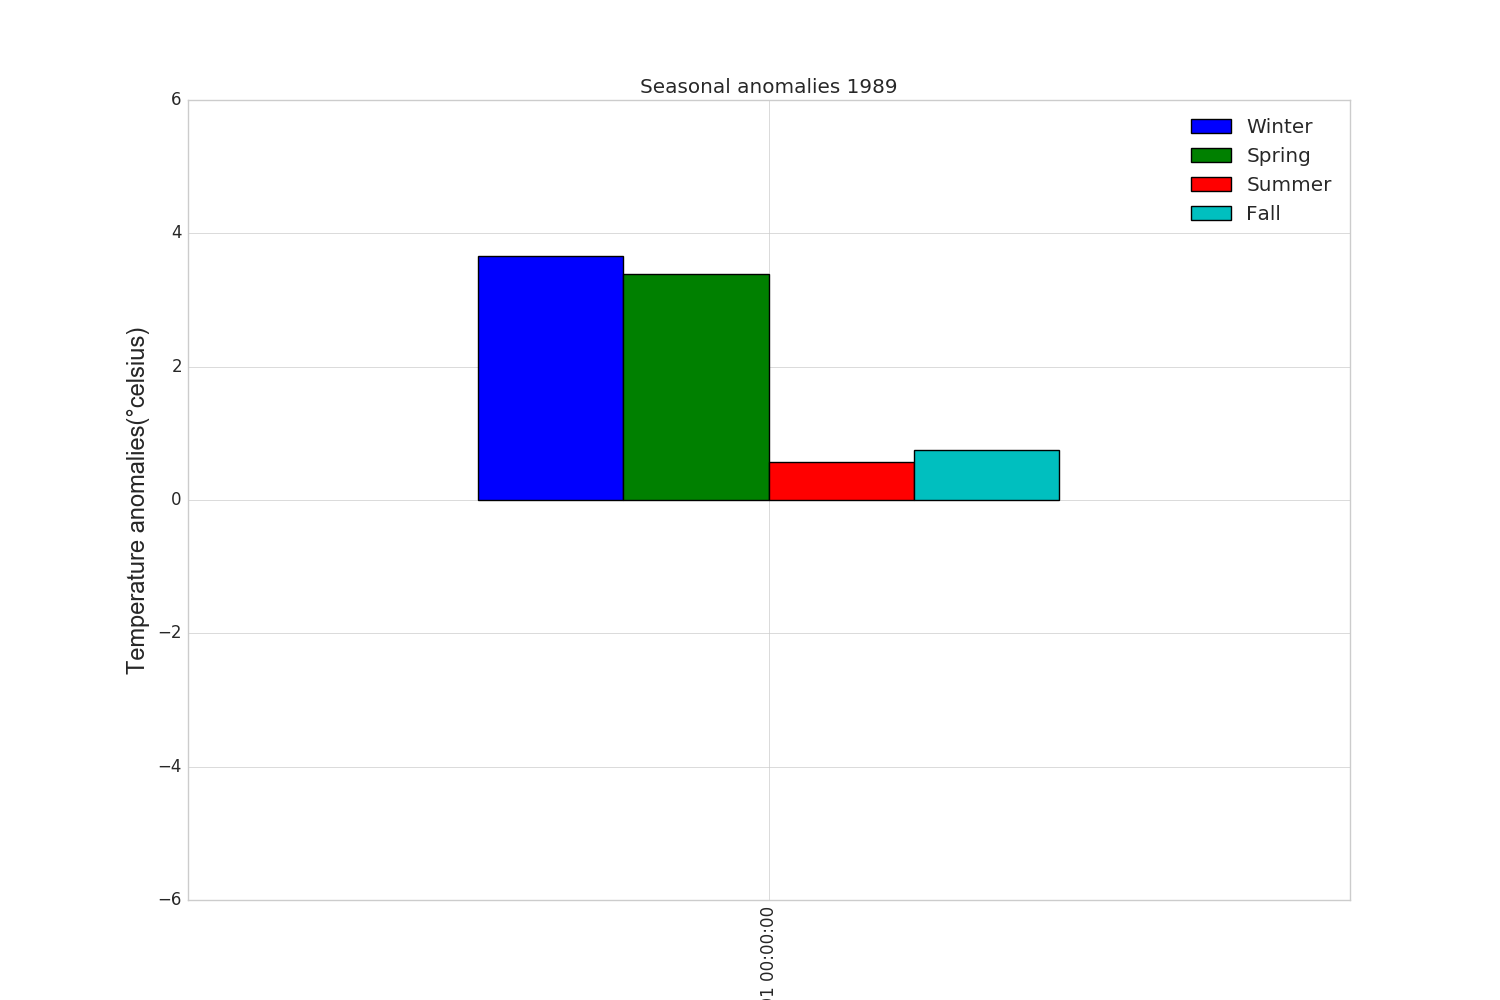 Seasonal anomalies 1989
Winter
Spring
Summer
Fall
6
4
2
0
−2
−4
−6
Temperature anomalies(°celsius)
01 00:00:00